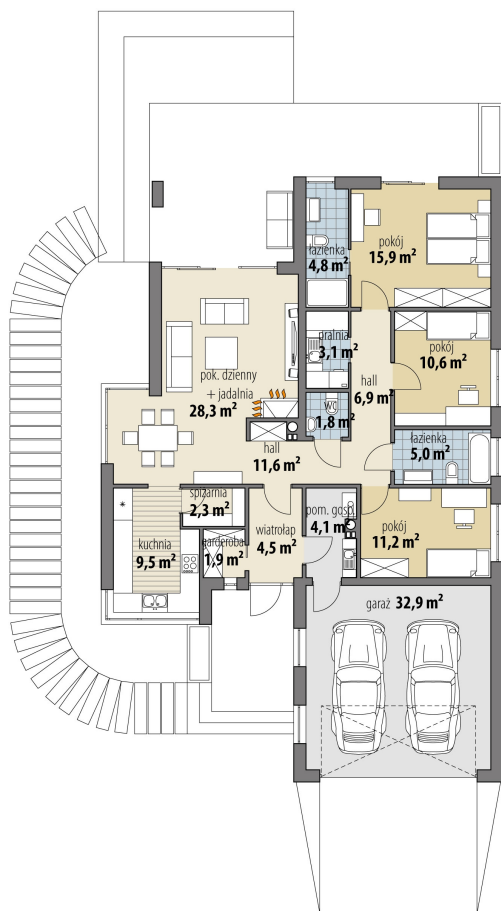 łazienka
4,8 m²
pokój
15,9 m²
pralnia
3,1 m²
pokój
10,6 m²
pok. dzienny
+ jadalnia
28,3 m²
hall
6,9 m²
wc
1,8 m²
hall
11,6 m²
łazienka
5,0 m²
spiżarnia
2,3 m²
pom. gosp.
4,1 m²
pokój
11,2 m²
wiatrołap
4,5 m²
kuchnia
9,5 m²
garderoba
1,9 m²
garaż 32,9 m²